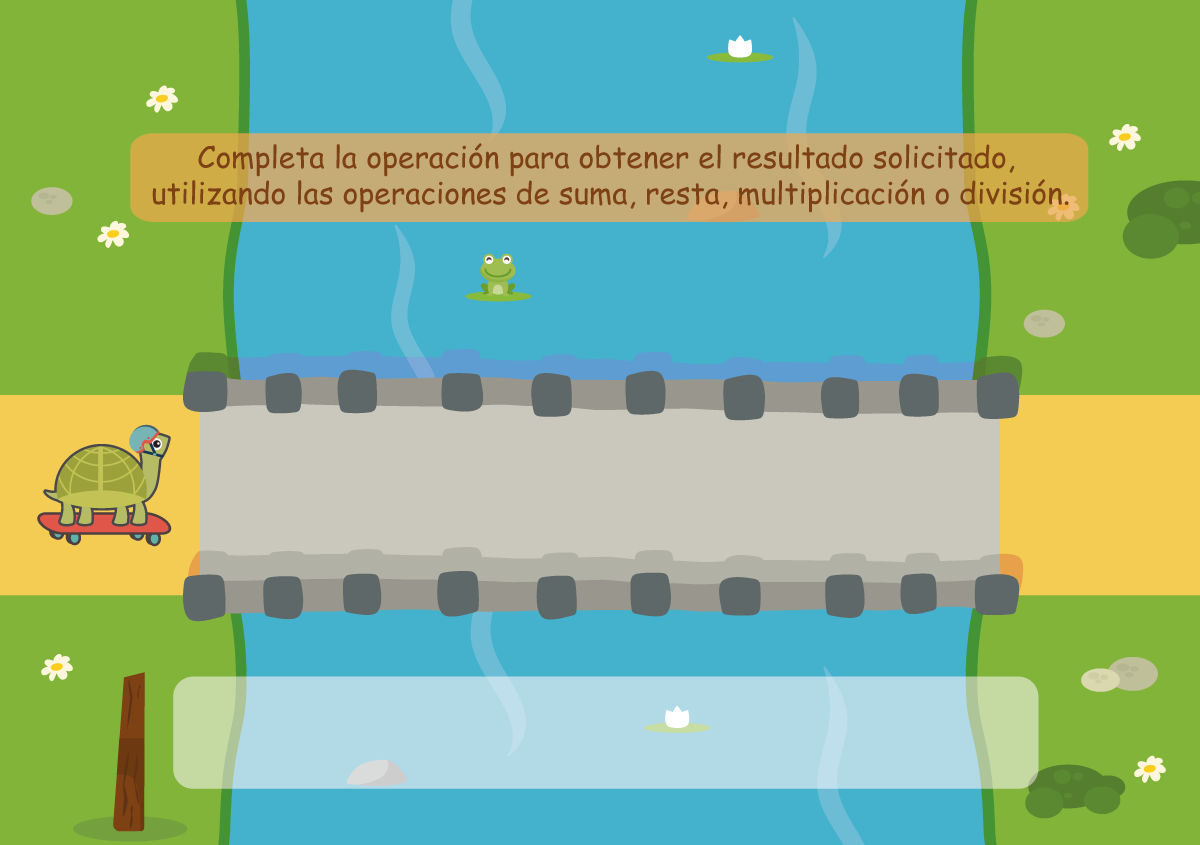 Completa la operación para obtener el resultado solicitado,
utilizando las operaciones de suma, resta, multiplicación o división.